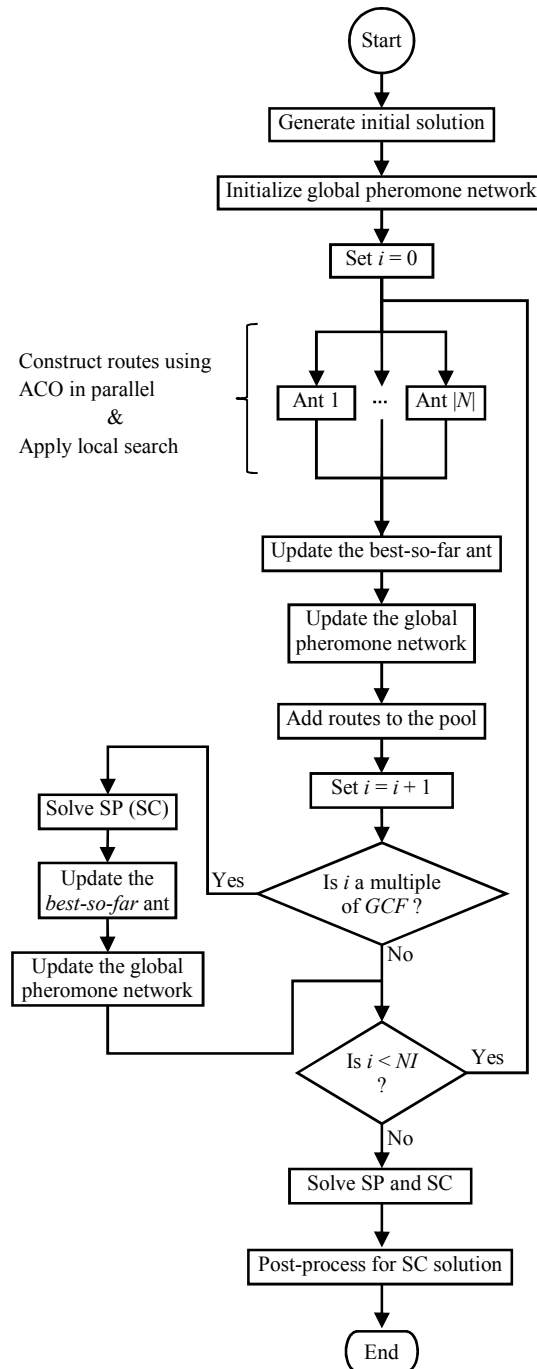 Start
Generate initial solution
Initialize global pheromone network
Set i = 0
Construct routes using
ACO in parallel
&
Apply local search
Ant 1
...
Ant |N|
Update the best-so-far ant
Update the global
pheromone network
Add routes to the pool
Set i = i + 1
Is i a multiple
of GCF ?
Yes
Solve SP (SC)
Update the
best-so-far ant
Update the global
pheromone network
No
Is i < NI
?
Yes
No
Solve SP and SC
Post-process for SC solution
End